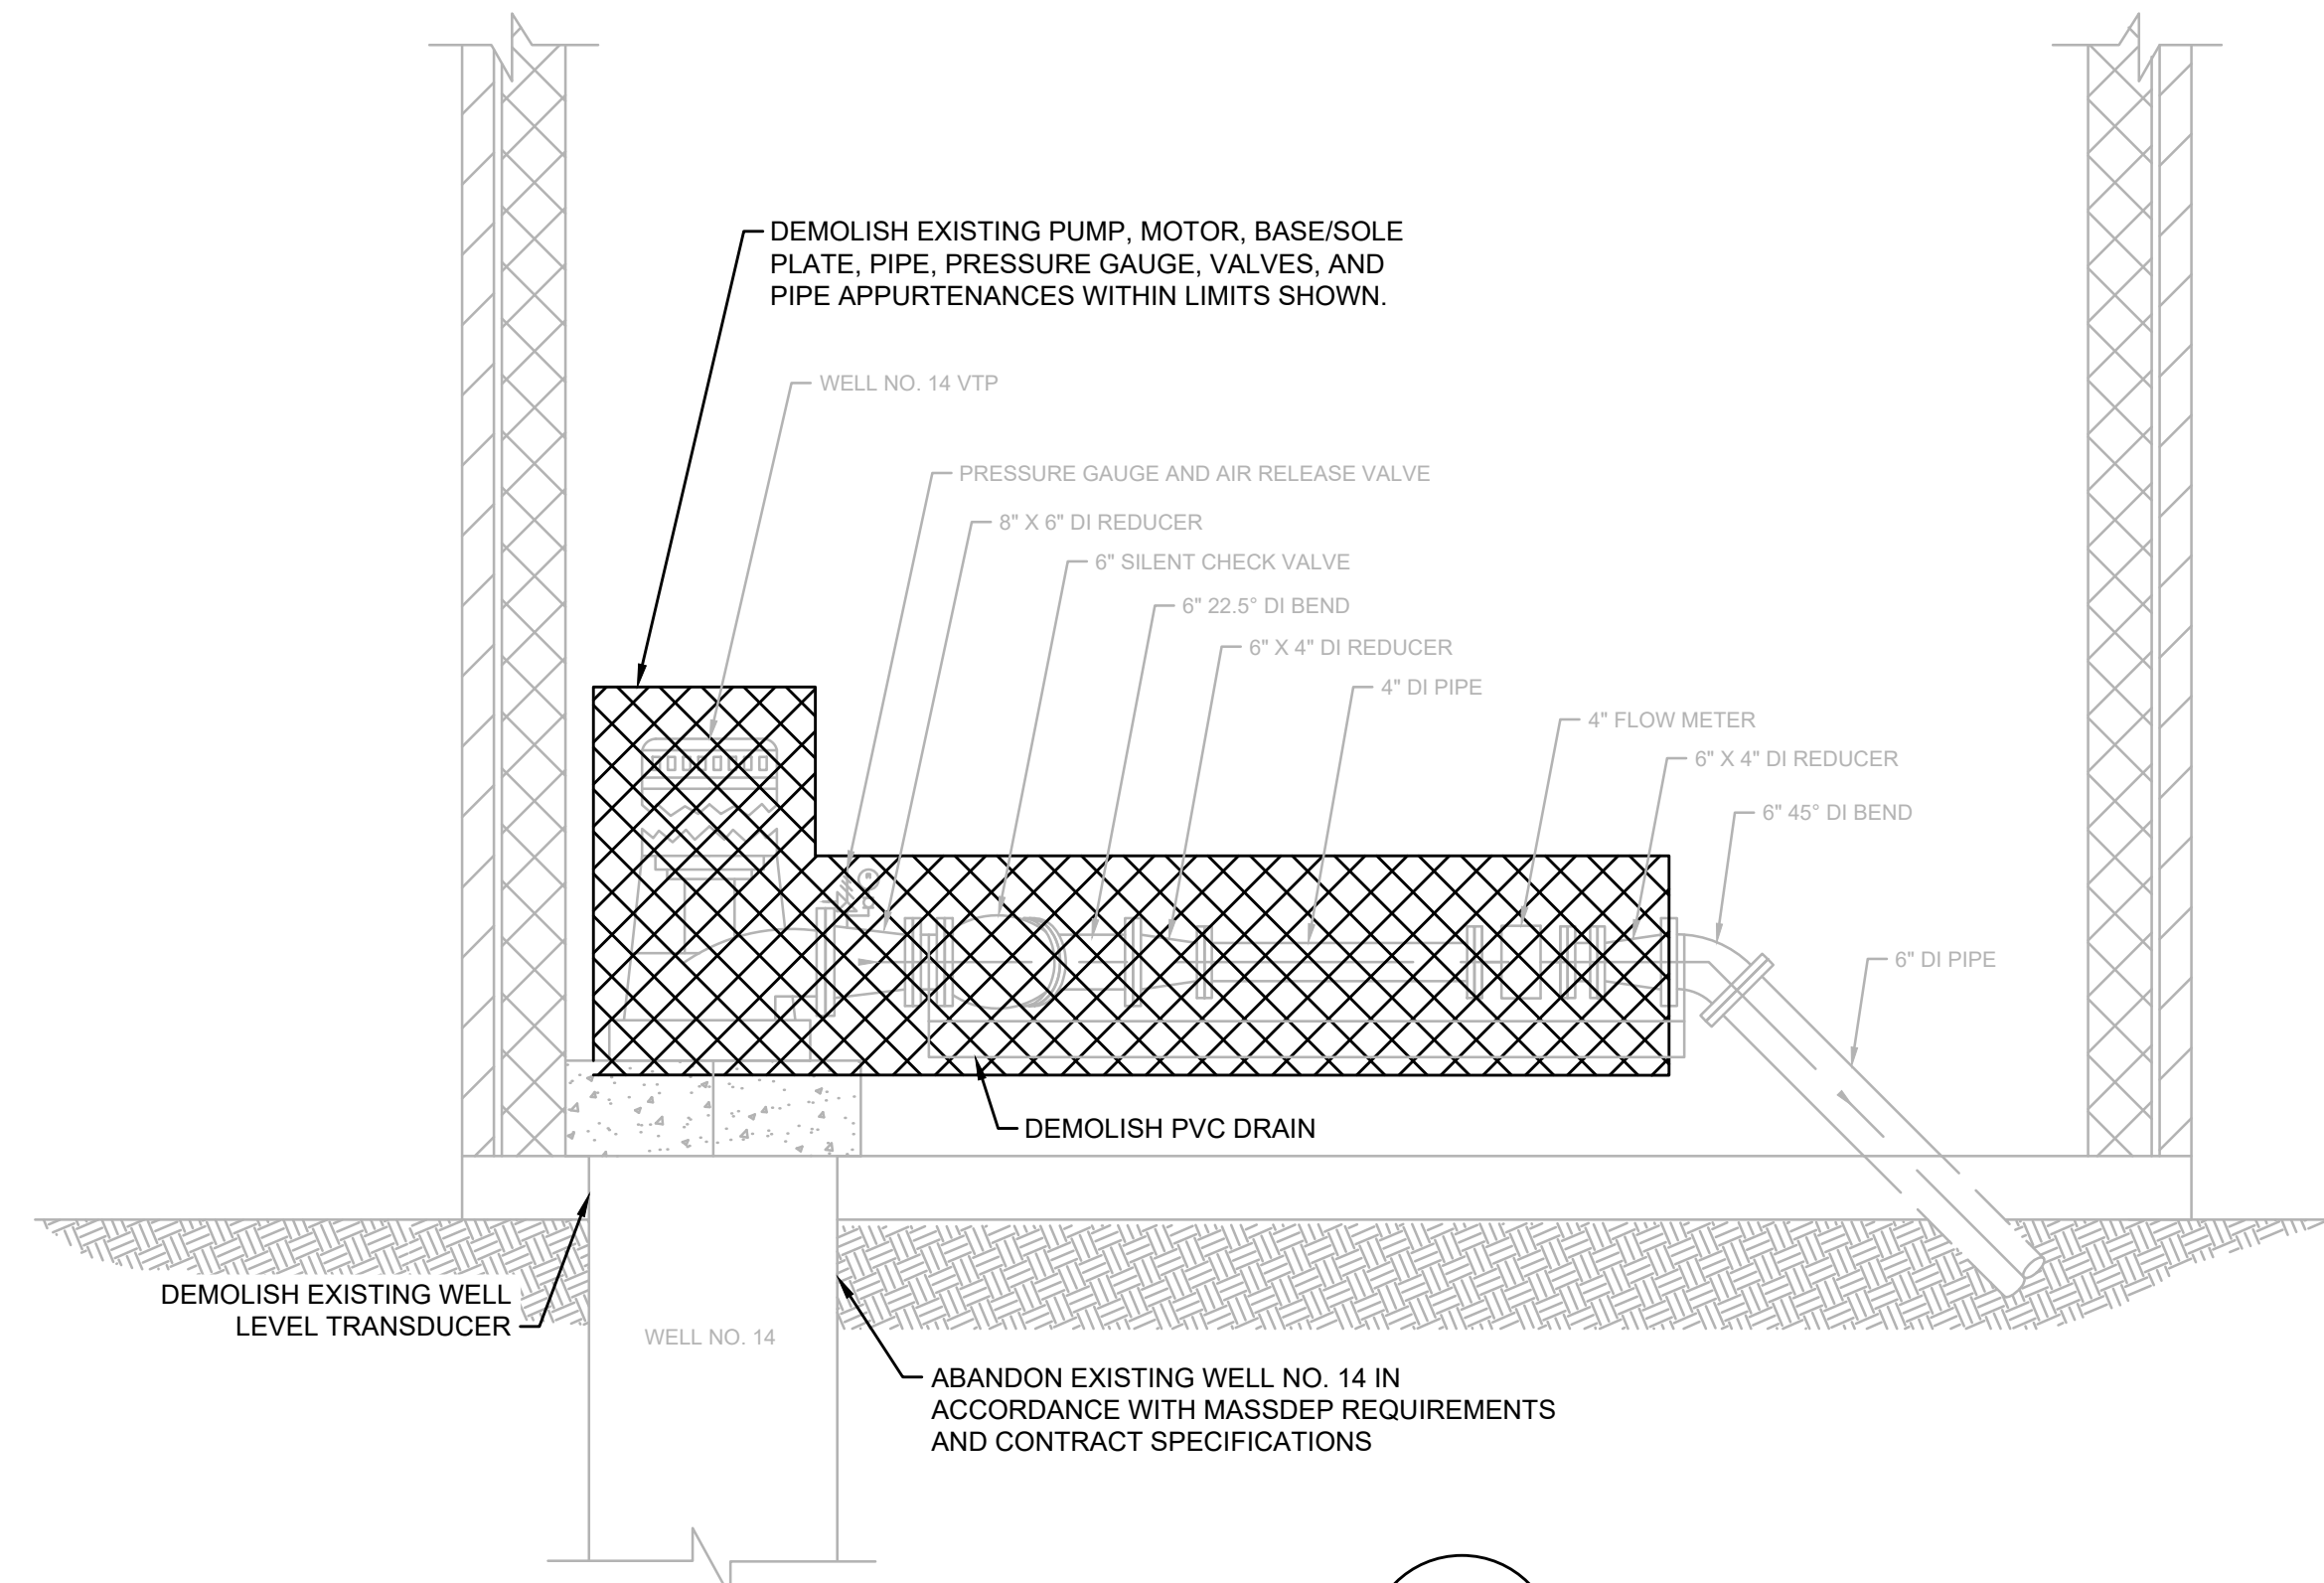 DEMOLISH EXISTING PUMP, MOTOR, BASE/SOLE
PLATE, PIPE, PRESSURE GAUGE, VALVES, AND
PIPE APPURTENANCES WITHIN LIMITS SHOWN.
WELL NO. 14 VTP
PRESSURE GAUGE AND AIR RELEASE VALVE
8" X 6" DI REDUCER
6" SILENT CHECK VALVE
6" 22.5° DI BEND
6" X 4" DI REDUCER
4" DI PIPE
4" FLOW METER
6" X 4" DI REDUCER
6" 45° DI BEND
6" DI PIPE
DEMOLISH PVC DRAIN
DEMOLISH EXISTING WELL
LEVEL TRANSDUCER
WELL NO. 14
ABANDON EXISTING WELL NO. 14 IN
ACCORDANCE WITH MASSDEP REQUIREMENTS
AND CONTRACT SPECIFICATIONS